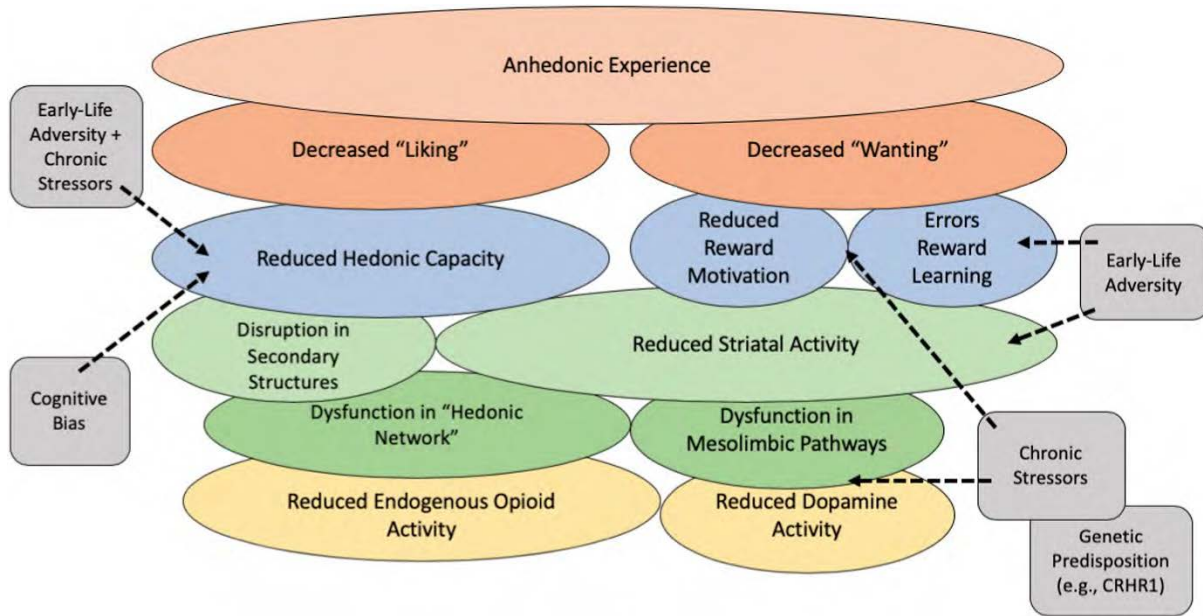 Anhedonic Experience
Early-Life
Adversity +
Chronic
Stressors
Decreased “Liking”
Decreased “Wanting”
Reduced Hedonic Capacity
Reduced
Reward
Motivation
Errors
Reward
Learning
Early-Life
Adversity
Disruption in
Secondary
Structures
Reduced Striatal Activity
Cognitive
Bias
Dysfunction in “Hedonic
Network”
Dysfunction in
Mesolimbic Pathways
Chronic
Stressors
Reduced Endogenous Opioid
Activity
Reduced Dopamine
Activity
Genetic
Predisposition
(e.g., CRHR1)